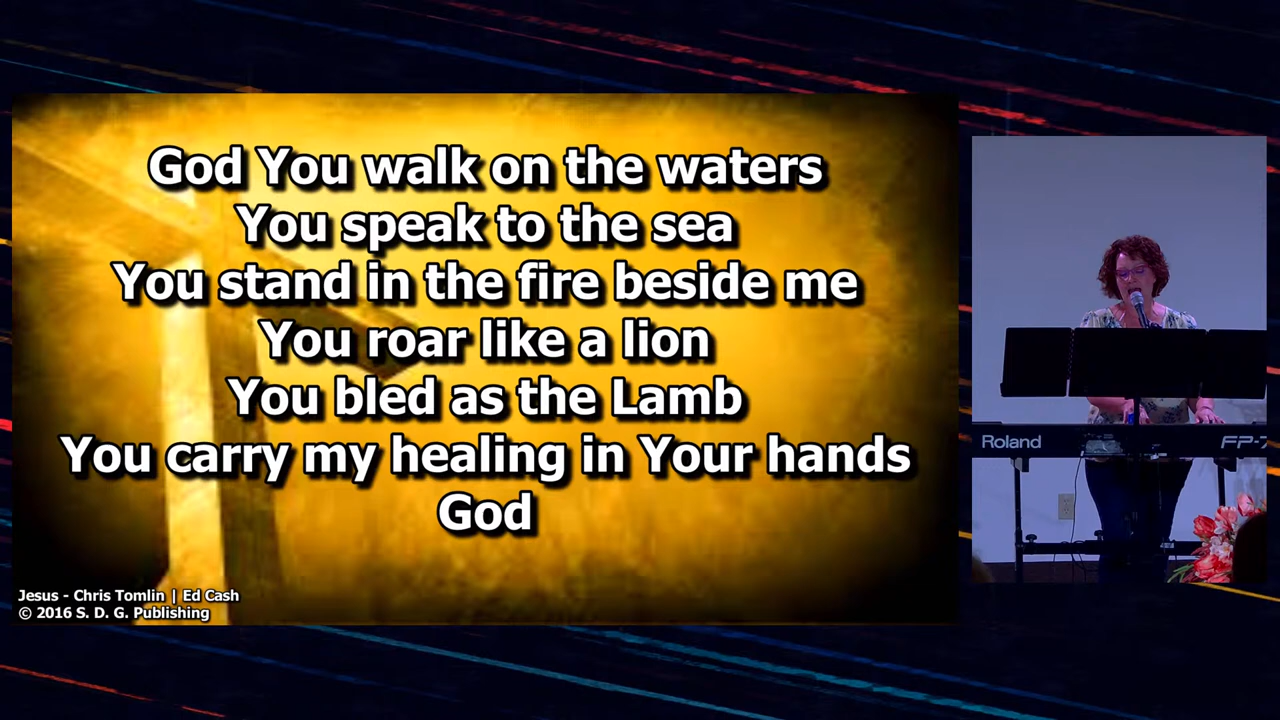 God You walk on the waters
You speak to the sea
You stand in the fire beside me
You roar like a lion
You bled as the Lamb
You carry my healing in Your hands
God
Jesus - Chris Tomlin | Ed Cash
© 2016 S. D. G. Publishing
Roland
FP-7